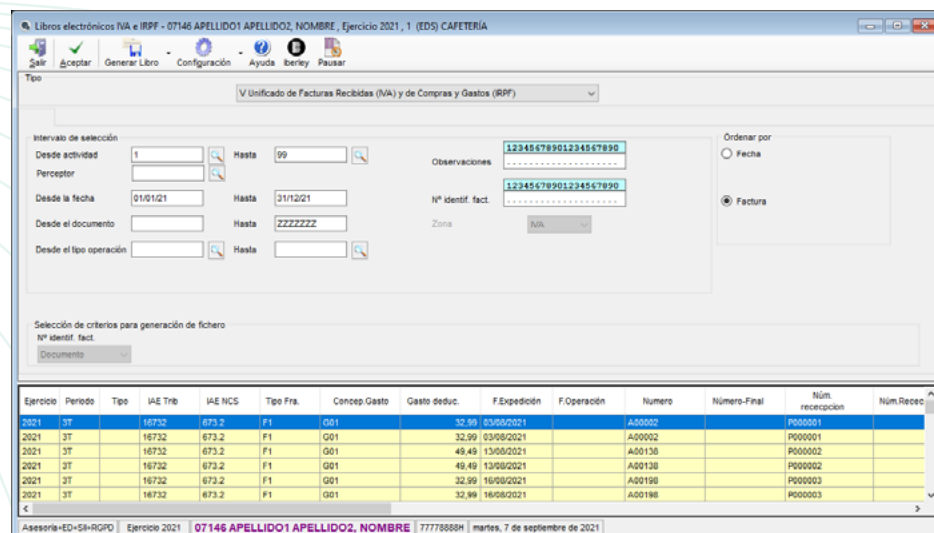 Libros electrónicos IVA e IRPF - 07146 APELLIDO1 APELLIDO2, NOMBRE , Ejercicio 2021 , 1 (EDS) CAFETERÍA
Salir Aceptar Generar Libro Configuración Ayuda Iberley Pausar
Tipo
V Unificado de Facturas Recibidas (IVA) y de Compras y Gastos (IRPF)
Intervalo de selección
Ordenar por
Desde actividad 1 Hasta 99
Observaciones 12345678901234567890
Fecha
Perceptor
Desde la fecha 01/01/21 Hasta 31/12/21
Nº identif. fact. 12345678901234567890
Factura
Desde el documento Hasta ZZZZZZZ
Zona IVA
Desde el tipo operación Hasta
Selección de criterios para generación de fichero
Nº identif. fact.
Documento
Ejercicio Periodo Tipo IAE Trib IAE NCS Tipo Fra. Concep.Gasto Gasto deduc. F.Expedición F.Operación Numero Número-Final Núm. rececpcion Núm.Recec
2021 3T 16732 673.2 F1 G01 32,99 03/08/2021 A00002 P000001
2021 3T 16732 673.2 F1 G01 32,99 03/08/2021 A00002 P000001
2021 3T 16732 673.2 F1 G01 49,49 13/08/2021 A00138 P000002
2021 3T 16732 673.2 F1 G01 49,49 13/08/2021 A00138 P000002
2021 3T 16732 673.2 F1 G01 32,99 16/08/2021 A00198 P000003
2021 3T 16732 673.2 F1 G01 32,99 16/08/2021 A00198 P000003
Asesoría+ED+SII+RGPD Ejercicio 2021 07146 APELLIDO1 APELLIDO2, NOMBRE 77778888H martes, 7 de septiembre de 2021